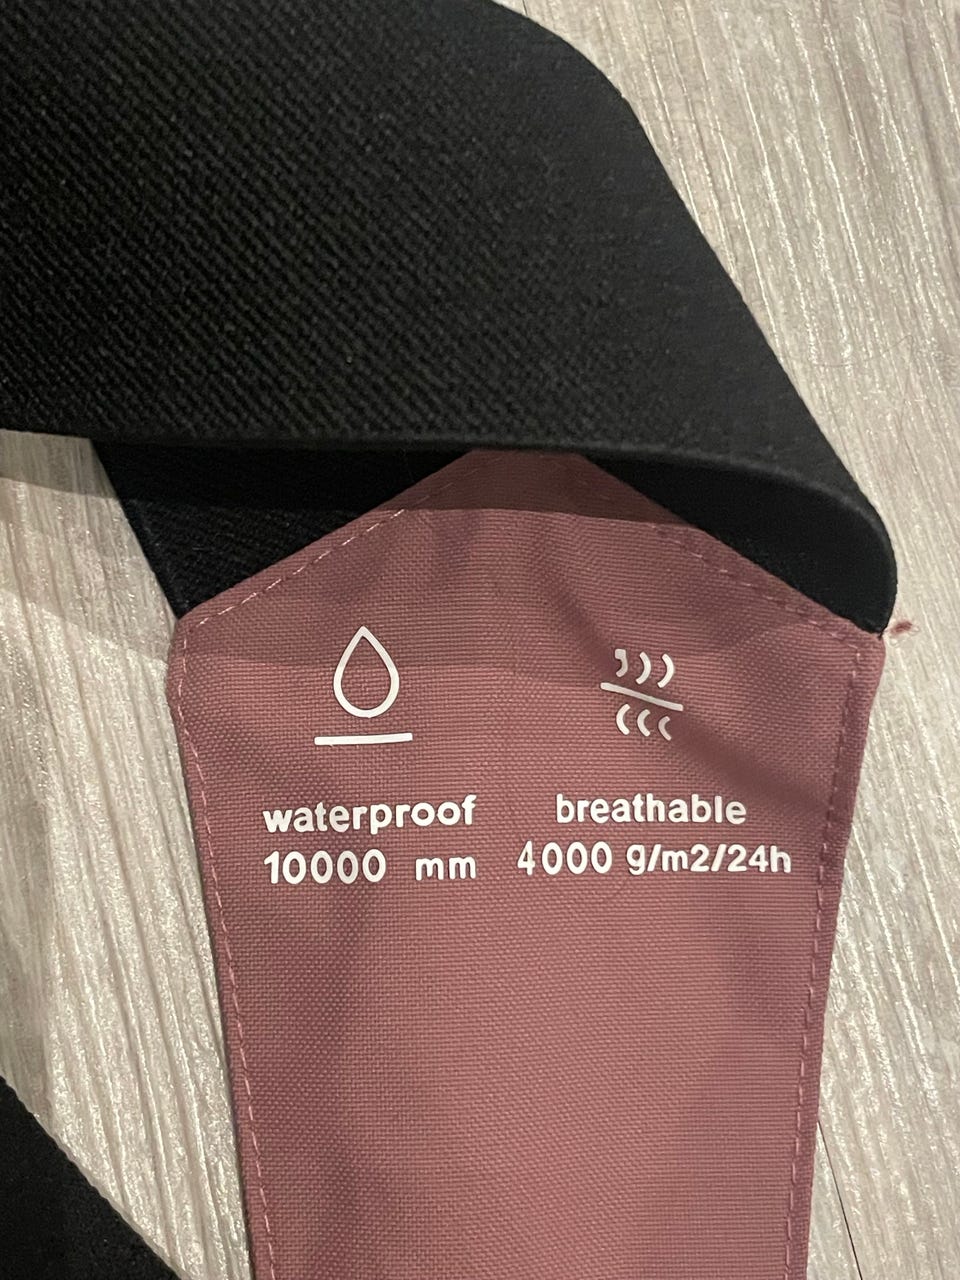 waterproof
10000 mm
breathable
4000 g/m2/24h